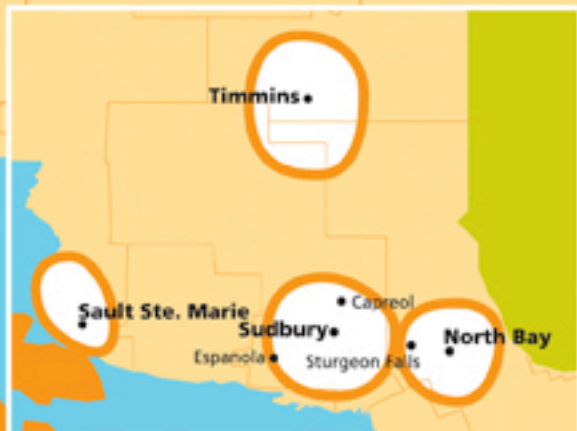 Timmins
Capreol
Sault Ste. Marie
Sudbury
North Bay
Espanola
Sturgeon Falls